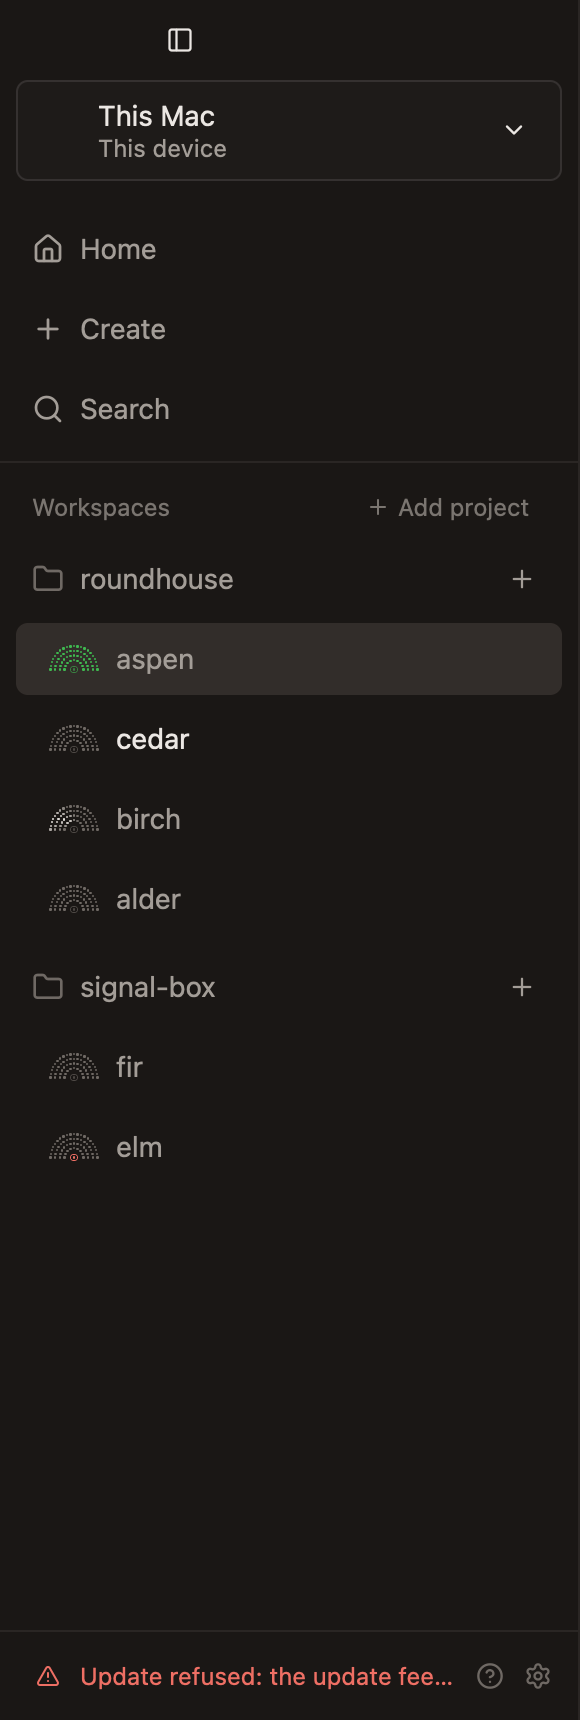 This Mac
This device
Home
Create
Search
Workspaces
Add project
roundhouse
aspen
cedar
birch
alder
signal-box
fir
elm
Update refused: the update fee...